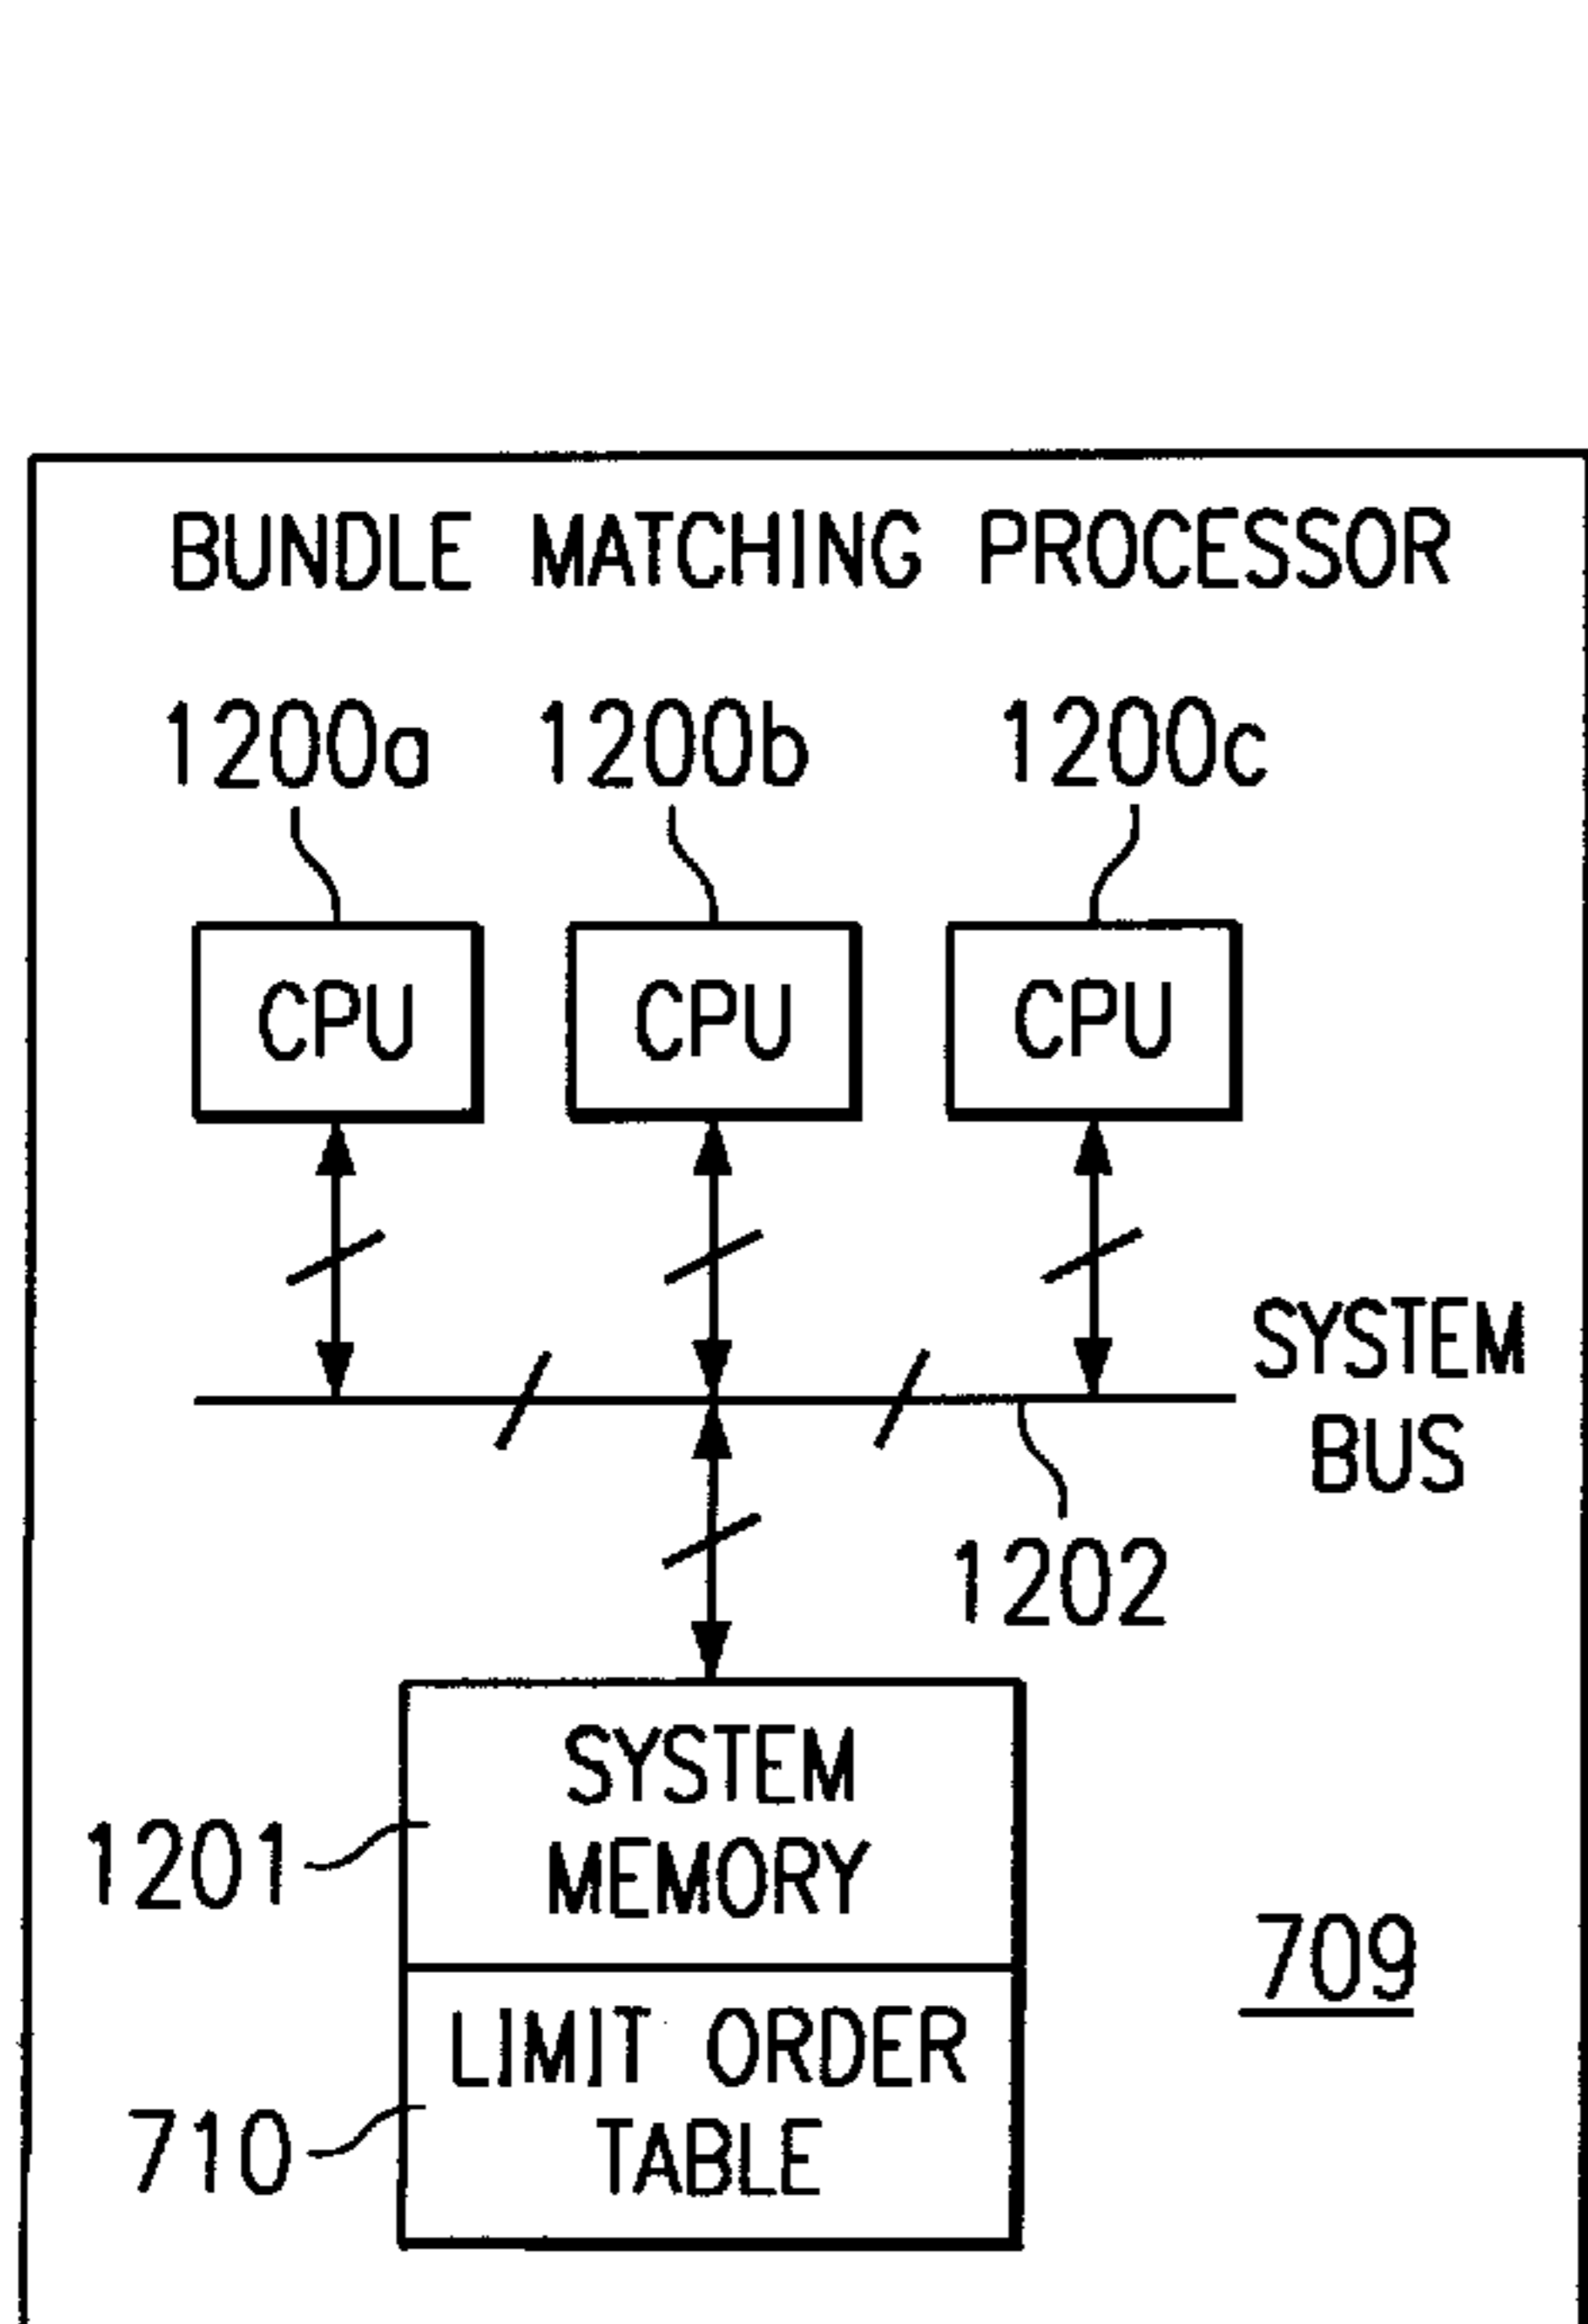 BUNDLE MATCHING PROCESSOR
1200a 1200b 1200c
CPU CPU CPU
SYSTEM
BUS
1202
SYSTEM
MEMORY
1201
709
LIMIT ORDER
TABLE
710